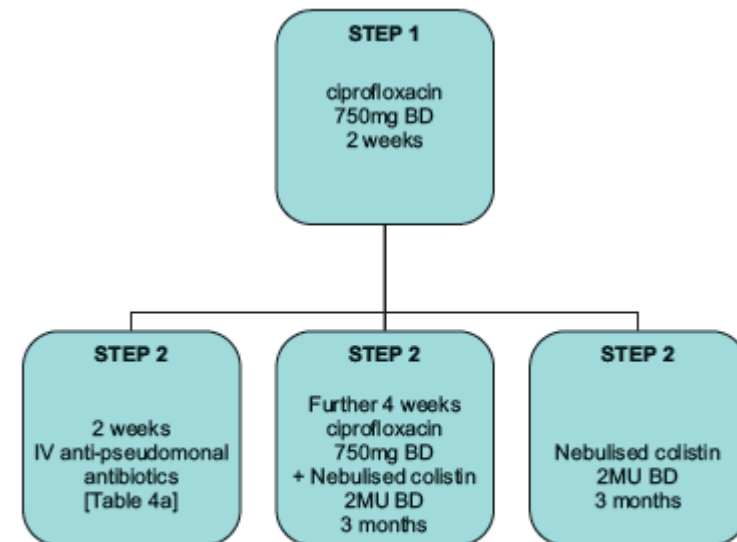 STEP 1
ciprofloxacin
750mg BD
2 weeks
STEP 2
2 weeks
IV anti-pseudomonal
antibiotics
[Table 4a]
STEP 2
Further 4 weeks
ciprofloxacin
750mg BD
+ Nebulised colistin
2MU BD
3 months
STEP 2
Nebulised colistin
2MU BD
3 months